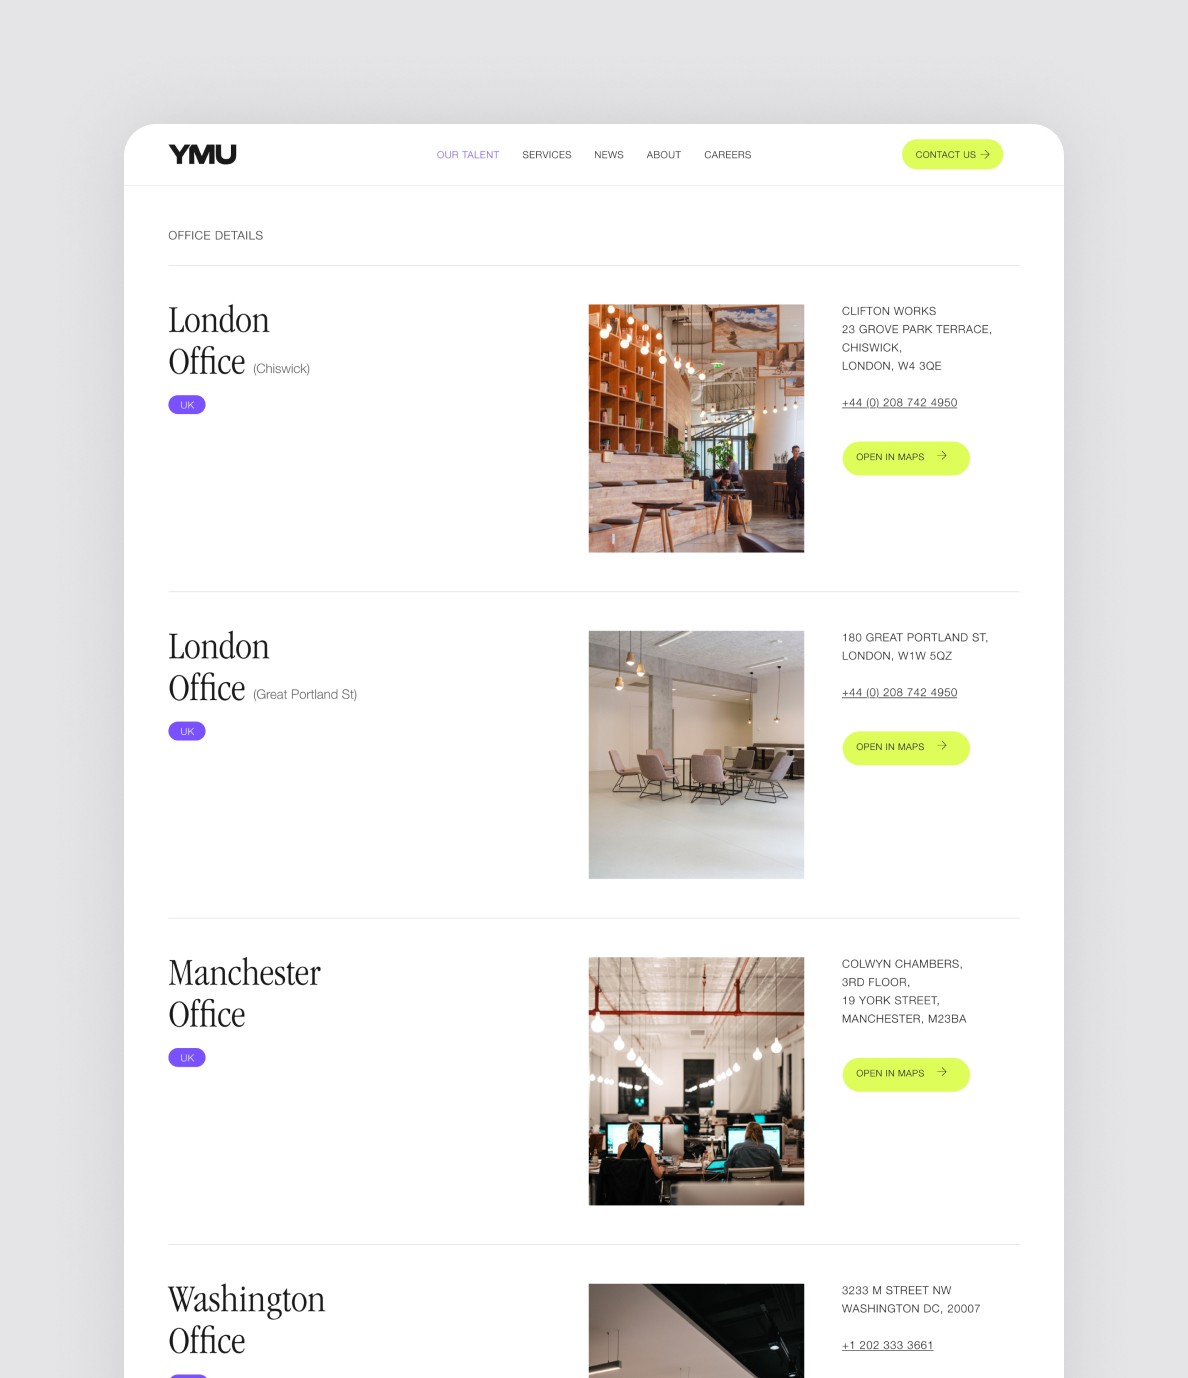 YMU
OUR TALENT
SERVICES
NEWS
ABOUT
CAREERS
CONTACT US
OFFICE DETAILS
London
Office (Chiswick)
UK
CLIFTON WORKS
23 GROVE PARK TERRACE,
CHISWICK,
LONDON, W4 3QE
+44 (0) 208 742 4950
OPEN IN MAPS
London
Office (Great Portland St)
UK
180 GREAT PORTLAND ST,
LONDON, W1W 5QZ
+44 (0) 208 742 4950
OPEN IN MAPS
Manchester
Office
UK
COLWYN CHAMBERS,
3RD FLOOR,
19 YORK STREET,
MANCHESTER, M23BA
OPEN IN MAPS
Washington
Office
3233 M STREET NW
WASHINGTON DC, 20007
+1 202 333 3661